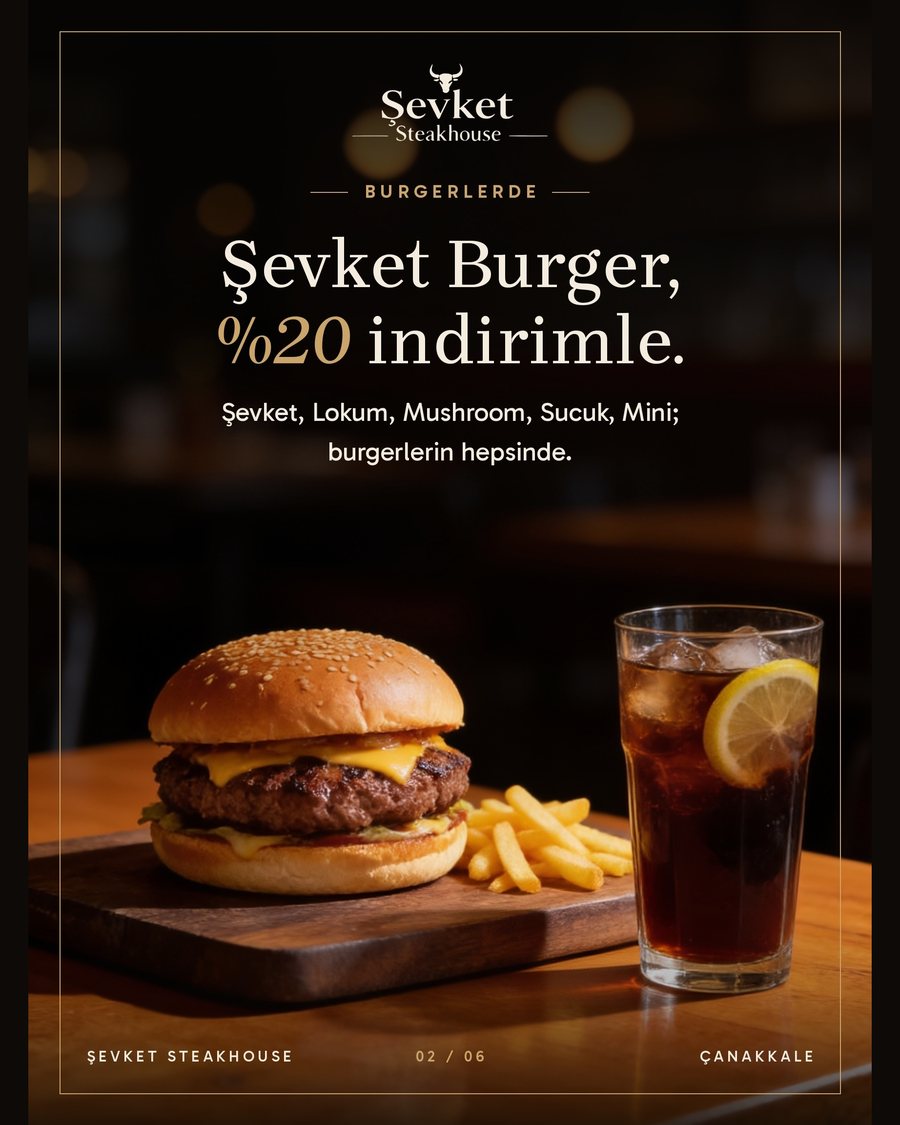 Şevket
Steakhouse
BURGERLERDE
Şevket Burger,
%20 indirimle.
Şevket, Lokum, Mushroom, Sucuk, Mini;
burgerlerin hepsinde.
ŞEVKET STEAKHOUSE
02 / 06
ÇANAKKALE